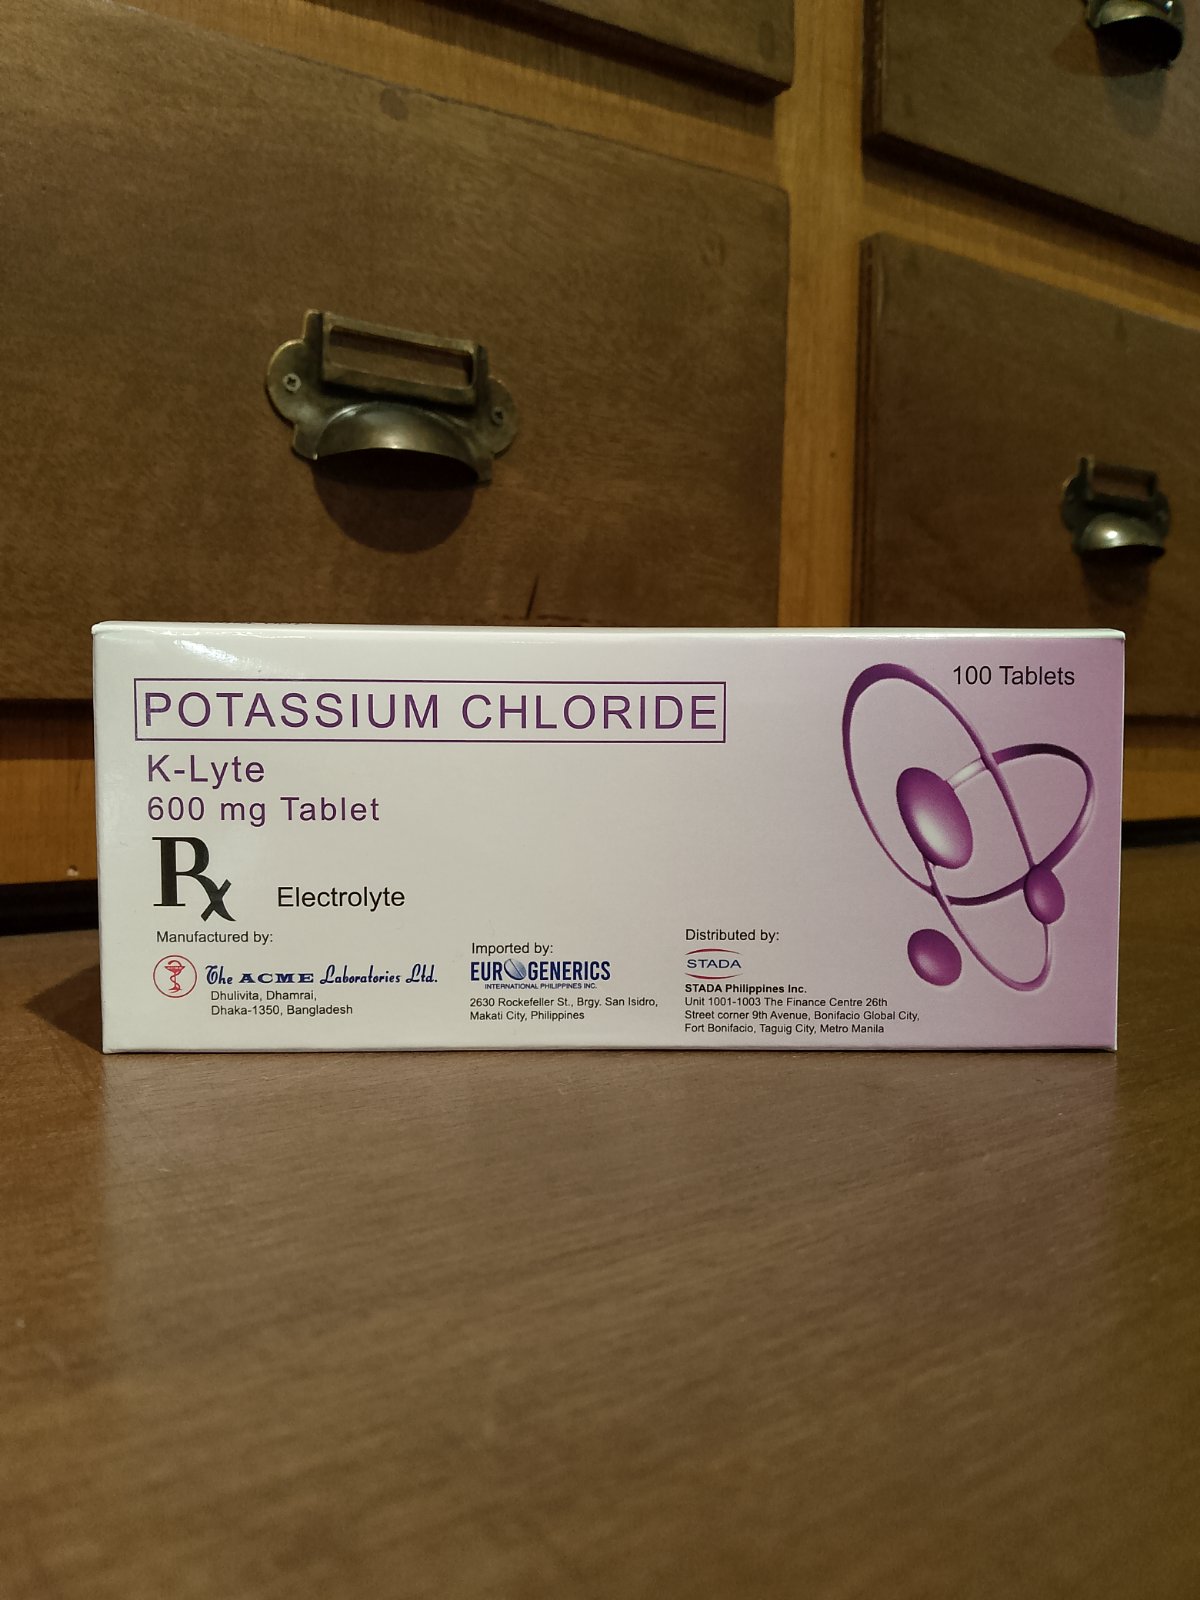 100 Tablets
POTASSIUM CHLORIDE
K-Lyte
600 mg Tablet
Rx
Electrolyte
Manufactured by:
The ACME Laboratories Ltd.
Dhulivita, Dhamrai,
Dhaka-1350, Bangladesh
Imported by:
EUROGENERICS
INTERNATIONAL PHILIPPINES INC.
2630 Rockefeller St., Brgy. San Isidro,
Makati City, Philippines
Distributed by:
STADA
STADA Philippines Inc.
Unit 1001-1003 The Finance Centre 26th
Street corner 9th Avenue, Bonifacio Global City,
Fort Bonifacio, Taguig City, Metro Manila